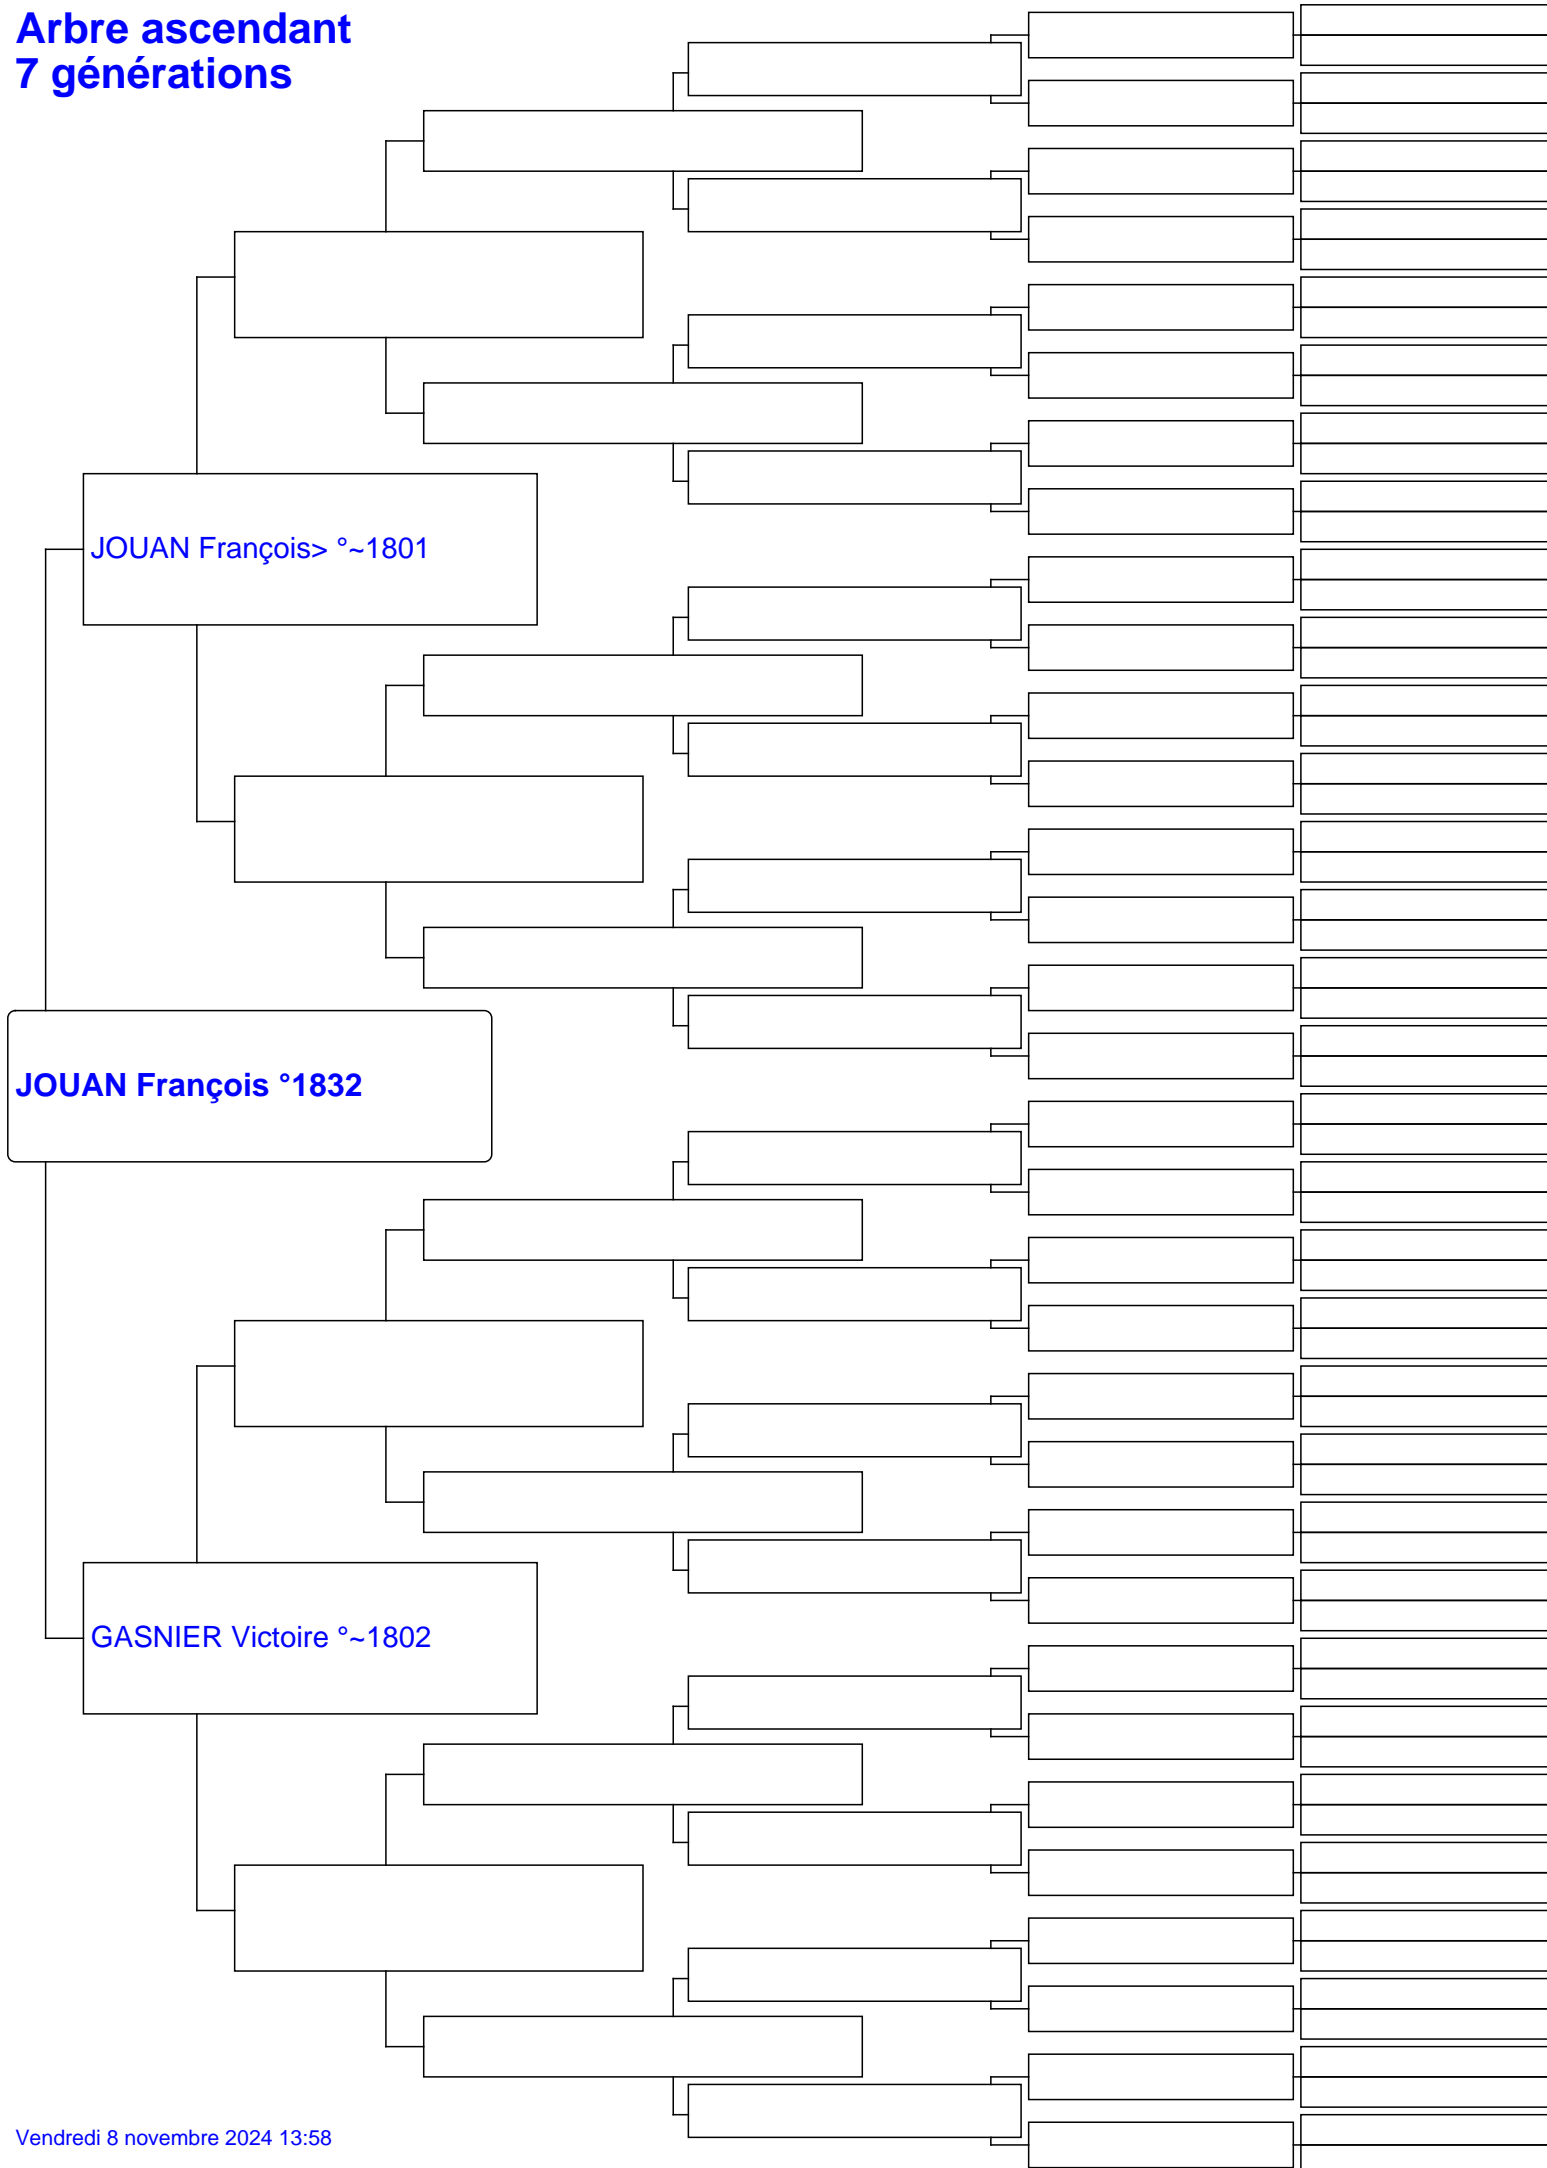 Arbre ascendant
7 générations
JOUAN François> °~1801
JOUAN François °1832
GASNIER Victoire °~1802
Vendredi 8 novembre 2024 13:58